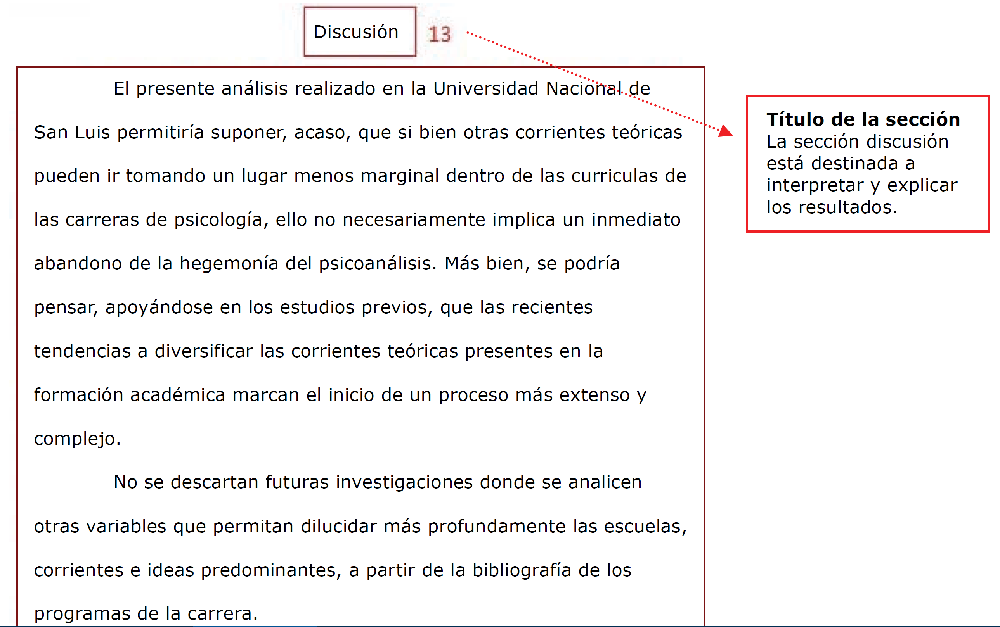 Discusión
13
El presente análisis realizado en la Universidad Nacional de
San Luis permitiría suponer, acaso, que si bien otras corrientes teóricas
pueden ir tomando un lugar menos marginal dentro de las curriculas de
las carreras de psicología, ello no necesariamente implica un inmediato
abandono de la hegemonía del psicoanálisis. Más bien, se podría
pensar, apoyándose en los estudios previos, que las recientes
tendencias a diversificar las corrientes teóricas presentes en la
formación académica marcan el inicio de un proceso más extenso y
complejo.
No se descartan futuras investigaciones donde se analicen
otras variables que permitan dilucidar más profundamente las escuelas,
corrientes e ideas predominantes, a partir de la bibliografía de los
programas de la carrera.
Título de la sección
La sección discusión
está destinada a
interpretar y explicar
los resultados.